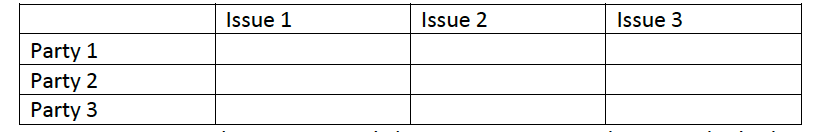 Issue 1 Issue 2 Issue 3
Party 1
Party 2
Party 3